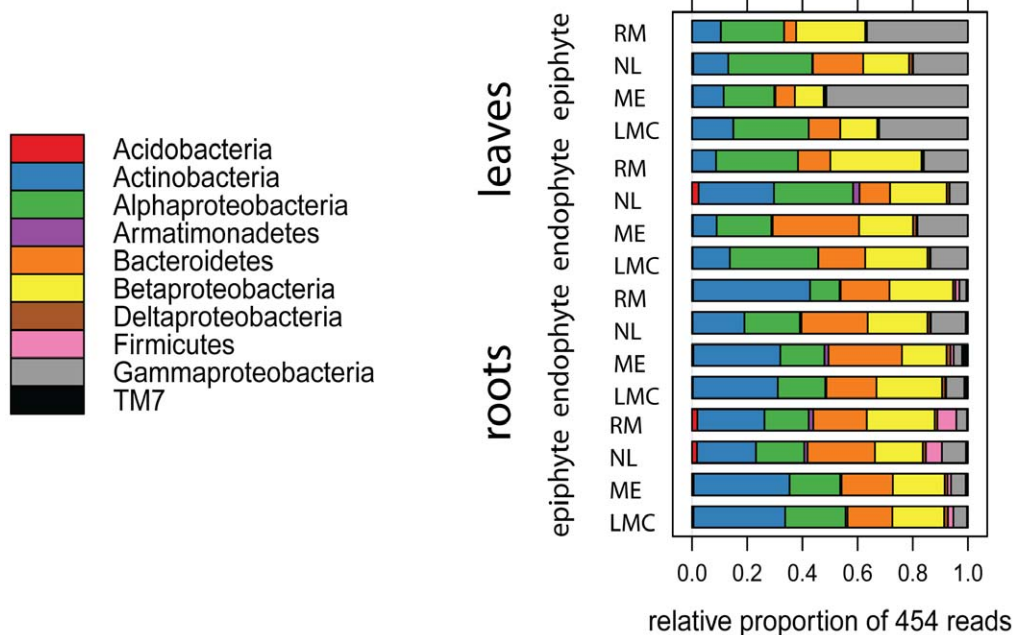 Acidobacteria
Actinobacteria
Alphaproteobacteria
Armatimonadetes
Bacteroidetes
Betaproteobacteria
Deltaproteobacteria
Firmicutes
Gammaproteobacteria
TM7
leaves
roots
epiphyte
endophyte
endophyte
epiphyte
RM
NL
ME
LMC
RM
NL
ME
LMC
RM
NL
ME
LMC
RM
NL
ME
LMC
0.0 0.2 0.4 0.6 0.8 1.0
relative proportion of 454 reads